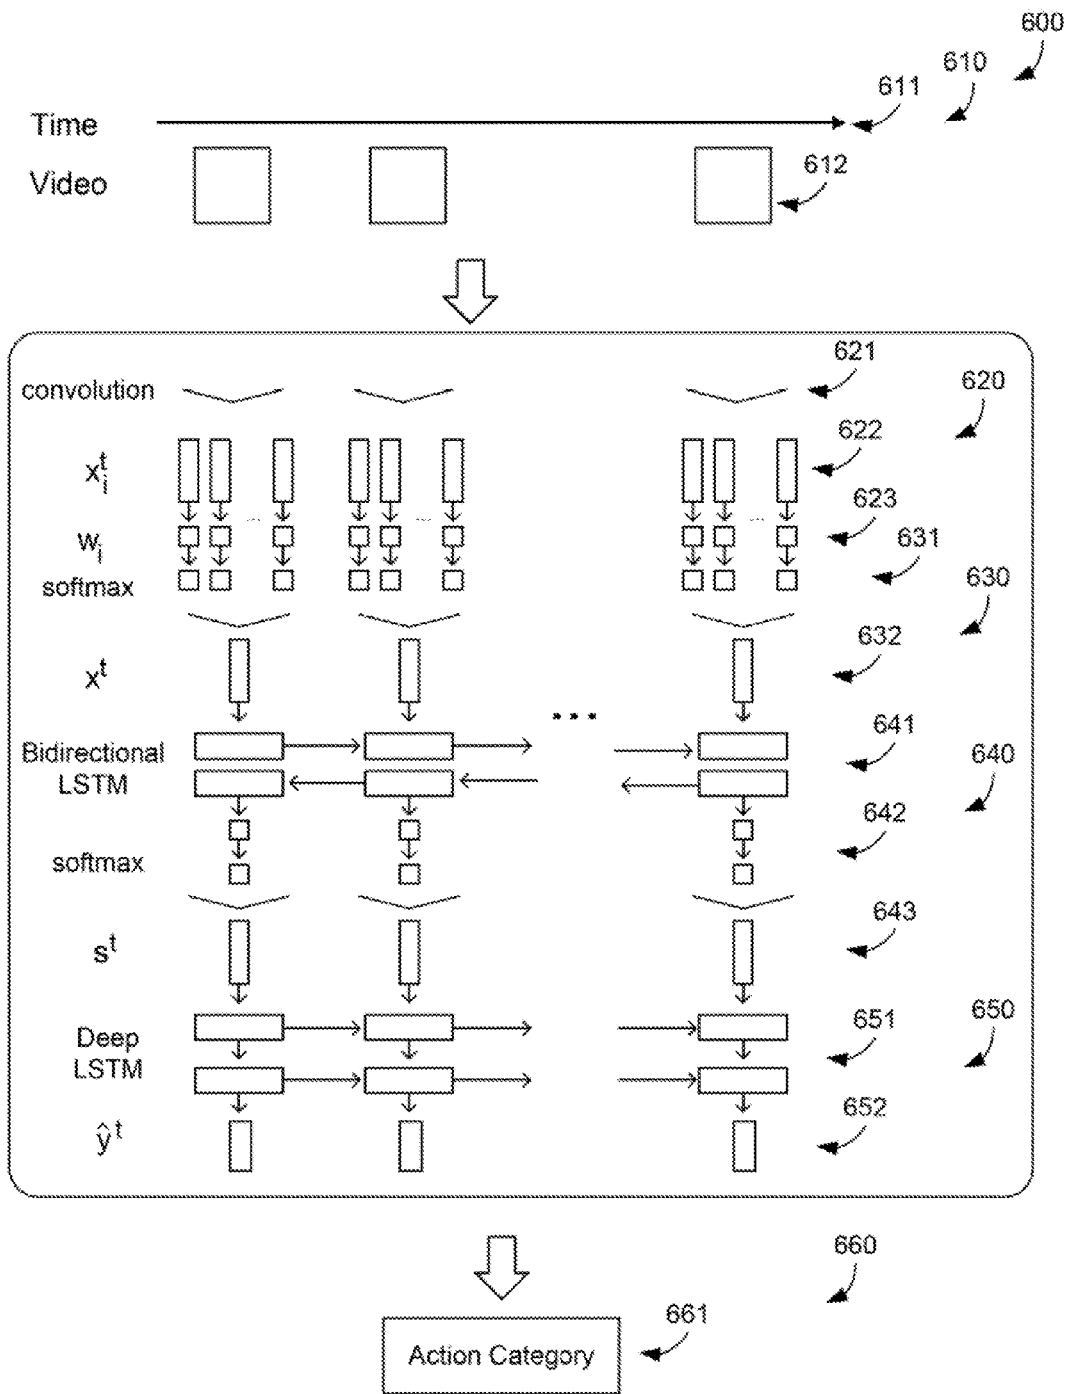 600
610
611
Time
Video
612
convolution
621
620
x_i^t
622
623
w_i
631
softmax
630
632
x^t
...
Bidirectional
LSTM
641
640
642
softmax
643
s^t
Deep
LSTM
651
650
652
ŷ^t
660
661
Action Category